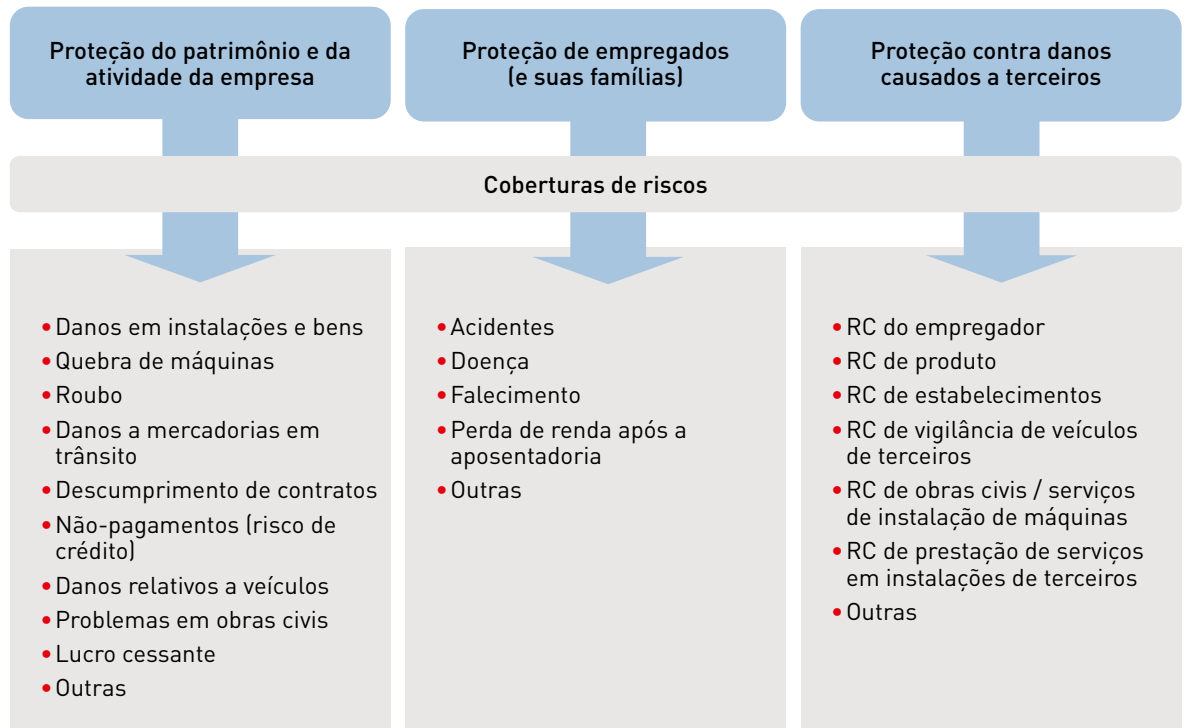 Proteção do patrimônio e da
atividade da empresa
Proteção de empregados
(e suas famílias)
Proteção contra danos
causados a terceiros
Coberturas de riscos
•Danos em instalações e bens
•Quebra de máquinas
•Roubo
•Danos a mercadorias em
trânsito
•Descumprimento de contratos
•Não-pagamentos (risco de
crédito)
•Danos relativos a veículos
•Problemas em obras civis
•Lucro cessante
•Outras
•Acidentes
•Doença
•Falecimento
•Perda de renda após a
aposentadoria
•Outras
•RC do empregador
•RC de produto
•RC de estabelecimentos
•RC de vigilância de veículos
de terceiros
•RC de obras civis / serviços
de instalação de máquinas
•RC de prestação de serviços
em instalações de terceiros
•Outras